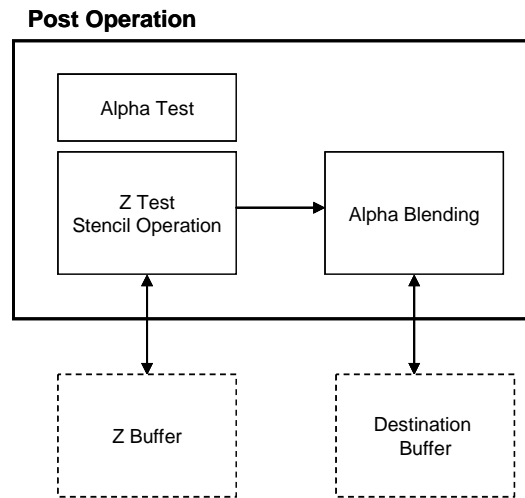 Post Operation
Alpha Test
Z Test
Stencil Operation
Alpha Blending
Z Buffer
Destination
Buffer